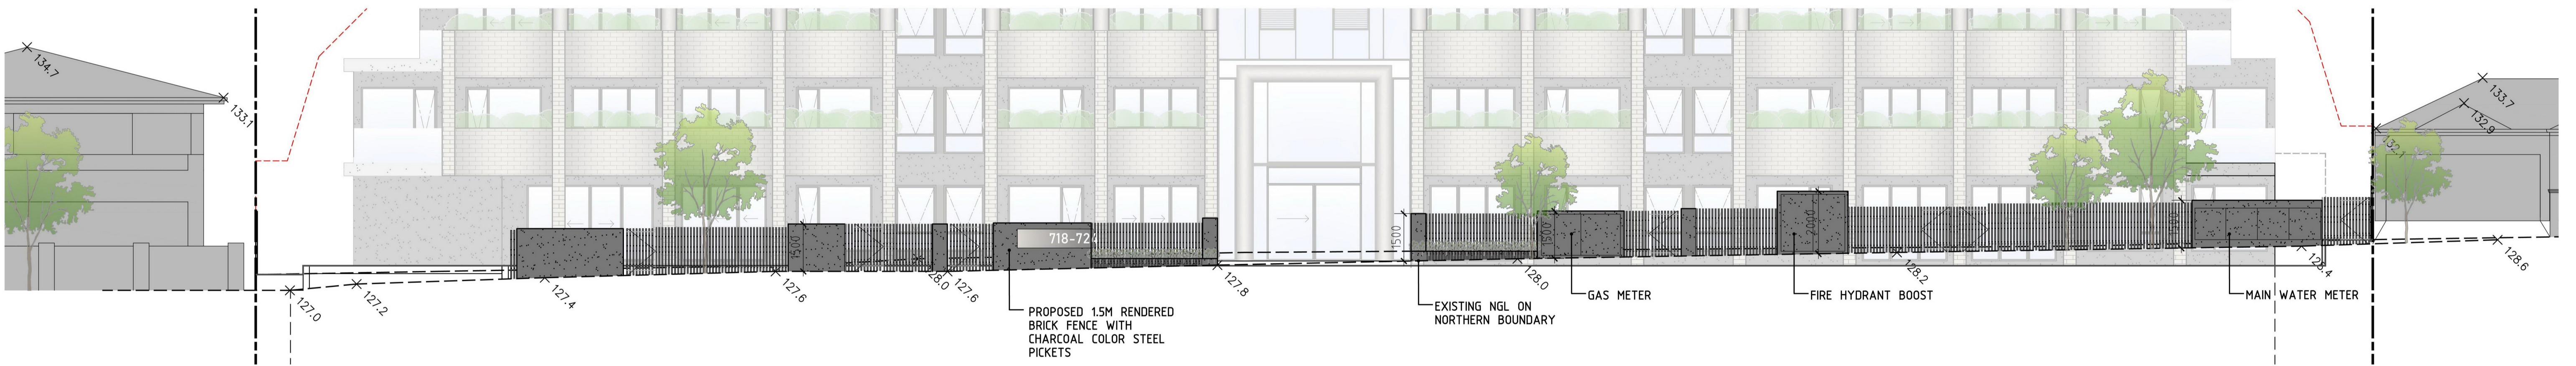 134.7
133.1
133.7
132.9
132.1
718-724
1500
1500
1500
2000
1500
127.0
127.2
127.4
127.6
128.0
127.6
127.8
128.0
128.2
128.4
128.6
PROPOSED 1.5M RENDERED
BRICK FENCE WITH
CHARCOAL COLOR STEEL
PICKETS
EXISTING NGL ON
NORTHERN BOUNDARY
GAS METER
FIRE HYDRANT BOOST
MAIN WATER METER